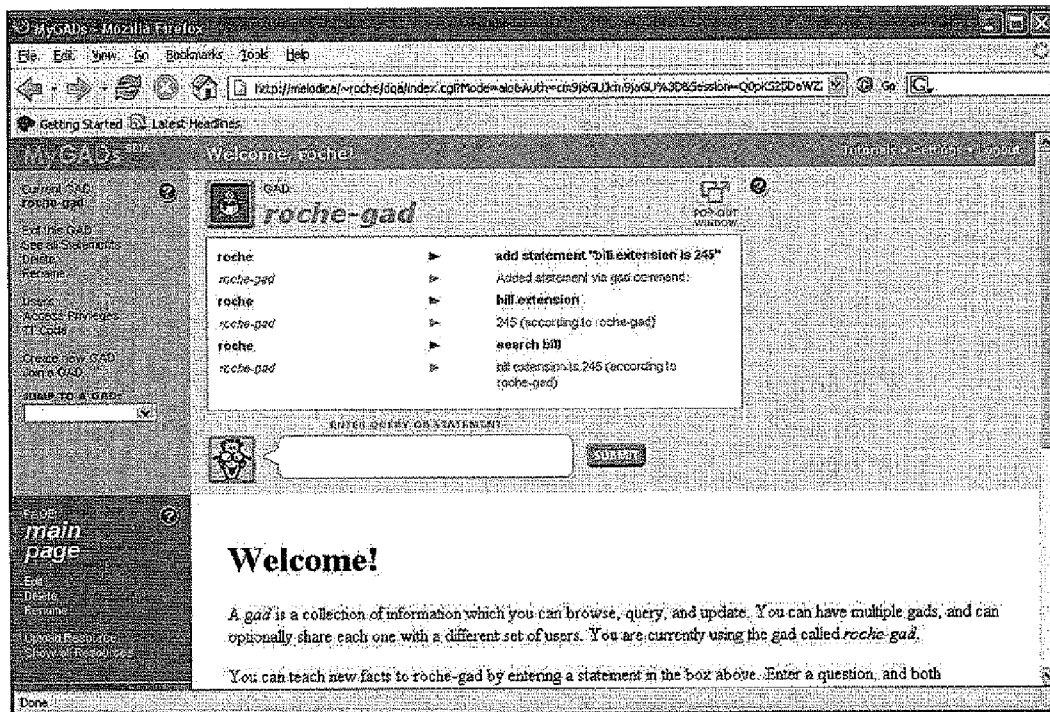 MyGADs - Mozilla Firefox
File Edit View Go Bookmarks Tools Help
Go
Getting Started Latest Headlines
MyGADs
Welcome, roche!
Tutorials • Settings • Logout
Current GAD
roche-gad
Exit this GAD
See all Statements
Delete
Rename
Users
Access Privileges
Create new GAD
Join a GAD
JUMP TO A GAD:
GAD
roche-gad
POP-OUT
WINDOW
roche add statement "bill extension is 245"
roche-gad Added statement via gad command:
roche bill extension
roche-gad 245 (according to roche-gad)
roche search bill
roche-gad bill extension is 245 (according to
roche-gad)
ENTER QUERY OR STATEMENT
SUBMIT
PAGE
main
page
Edit
Delete
Rename
Upload Resource
Show all Resources
Welcome!
A gad is a collection of information which you can browse, query, and update. You can have multiple gads, and can
optionally share each one with a different set of users. You are currently using the gad called roche-gad.
You can teach new facts to roche-gad by entering a statement in the box above. Enter a question, and both
Done